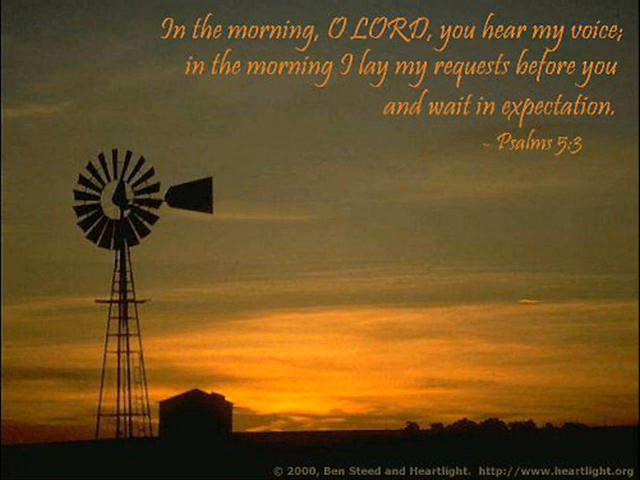 In the morning, O LORD, you hear my voice;
in the morning I lay my requests before you
and wait in expectation.
~ Psalms 5:3
© 2000, Ben Steed and Heartlight. http://www.heartlight.org